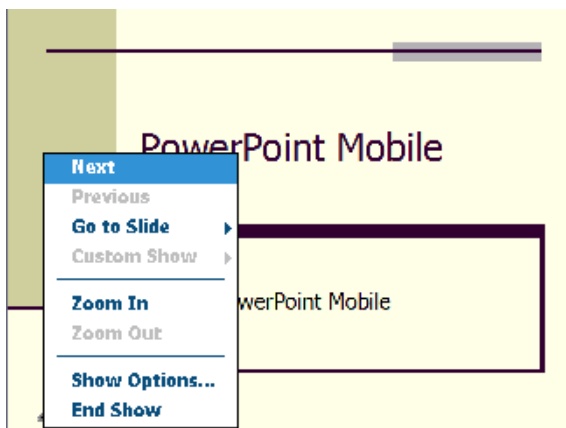 PowerPoint Mobile
Next
Previous
Go to Slide
Custom Show
Zoom In
werPoint Mobile
Zoom Out
Show Options...
End Show